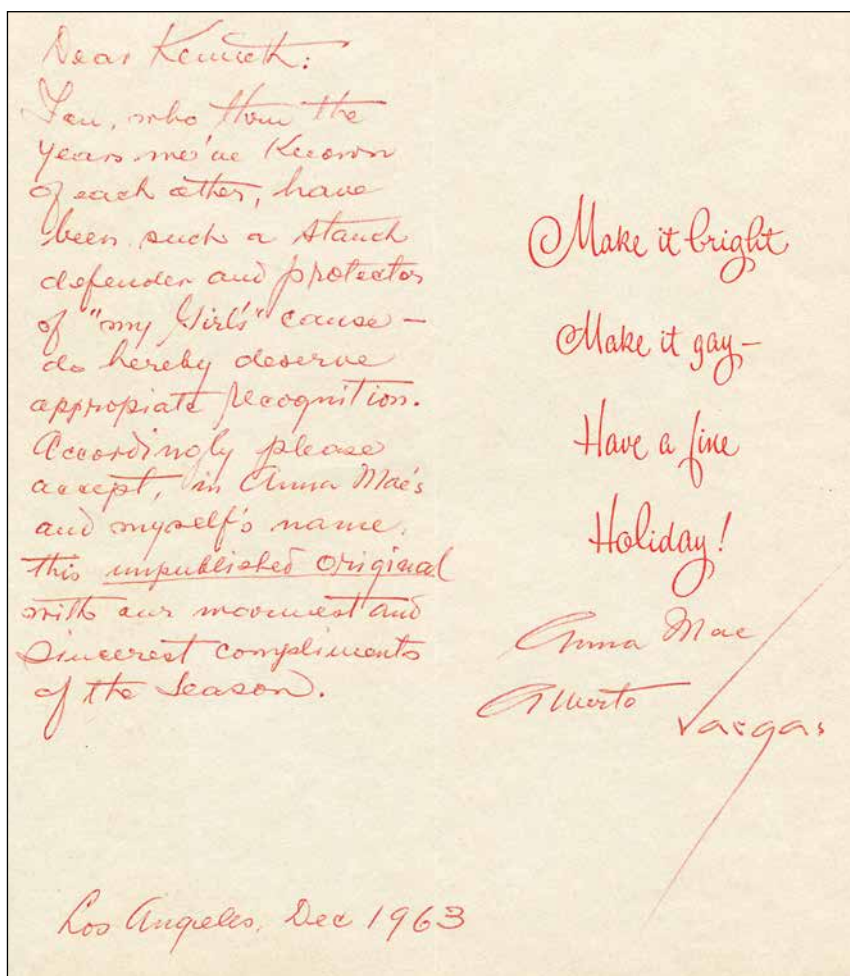 Dear Kenneth:
You, who thru the
years we've Known
of each other, have
been such a stauch
defender and protector
of "my Girl's" cause —
do hereby deserve
appropiate recognition.
Accordingly please
accept, in Anna Mae's
and myself's name,
this unpublished original
with our warmest and
Sincerest compliments
of the Season.
Los Angeles, Dec 1963
Make it bright
Make it gay—
Have a fine
Holiday!
Anna Mae
Alberto
Vargas